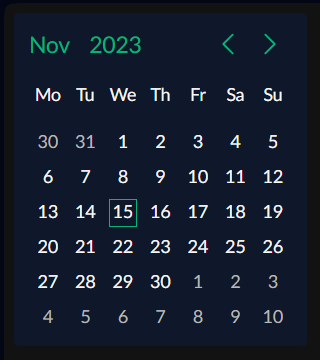 Nov 2023
Mo Tu We Th Fr Sa Su
30 31 1 2 3 4 5
6 7 8 9 10 11 12
13 14 15 16 17 18 19
20 21 22 23 24 25 26
27 28 29 30 1 2 3
4 5 6 7 8 9 10